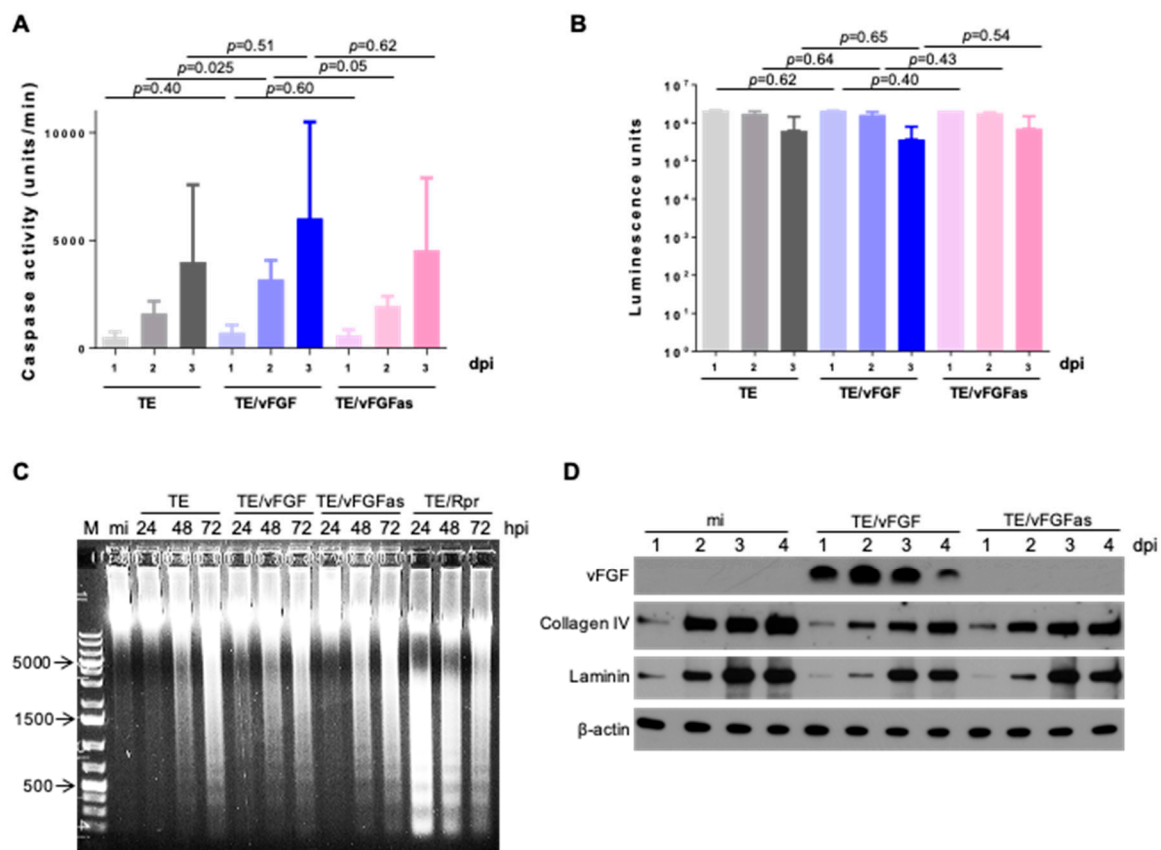 A
p=0.51 p=0.62
p=0.025 p=0.05
p=0.40 p=0.60
Caspase activity (units/min)
10000
5000
0
1 2 3 1 2 3 1 2 3 dpi
TE TE/vFGF TE/vFGFas
B
p=0.65 p=0.54
p=0.64 p=0.43
p=0.62 p=0.40
Luminescence units
10⁷
10⁶
10⁵
10⁴
10³
10²
10¹
10⁰
1 2 3 1 2 3 1 2 3 dpi
TE TE/vFGF TE/vFGFas
C
TE TE/vFGF TE/vFGFas TE/Rpr
M mi 24 48 72 24 48 72 24 48 72 24 48 72 hpi
5000→
1500→
500→
D
mi TE/vFGF TE/vFGFas
1 2 3 4 1 2 3 4 1 2 3 4 dpi
vFGF
Collagen IV
Laminin
β-actin